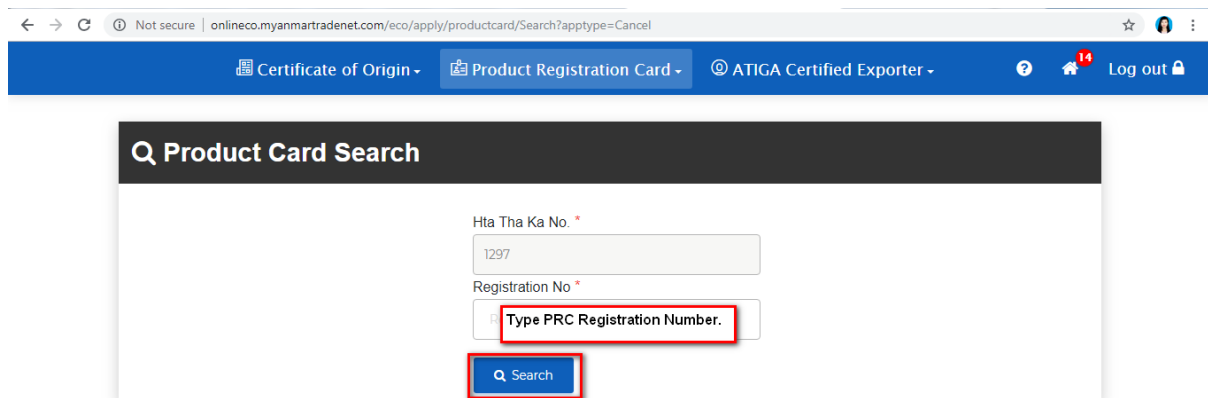 Not secure | onlineco.myanmartradenet.com/eco/apply/productcard/Search?apptype=Cancel
Certificate of Origin Product Registration Card ATIGA Certified Exporter 14 Log out
Product Card Search
Hta Tha Ka No. *
1297
Registration No *
Type PRC Registration Number.
Search